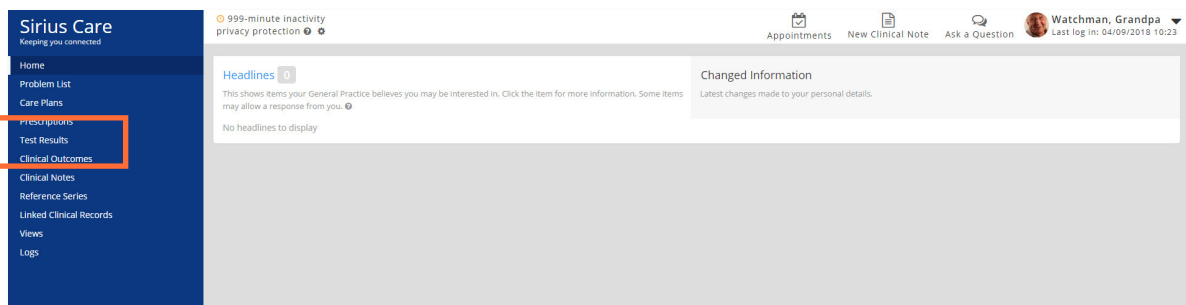 Sirius Care
Keeping you connected
Home
Problem List
Care Plans
Prescriptions
Test Results
Clinical Outcomes
Clinical Notes
Reference Series
Linked Clinical Records
Views
Logs
999-minute inactivity
privacy protection
Appointments
New Clinical Note
Ask a Question
Watchman, Grandpa
Last log in: 04/09/2018 10:23
Headlines 0
This shows items your General Practice believes you may be interested in. Click the item for more information. Some items
may allow a response from you.
No headlines to display
Changed Information
Latest changes made to your personal details.